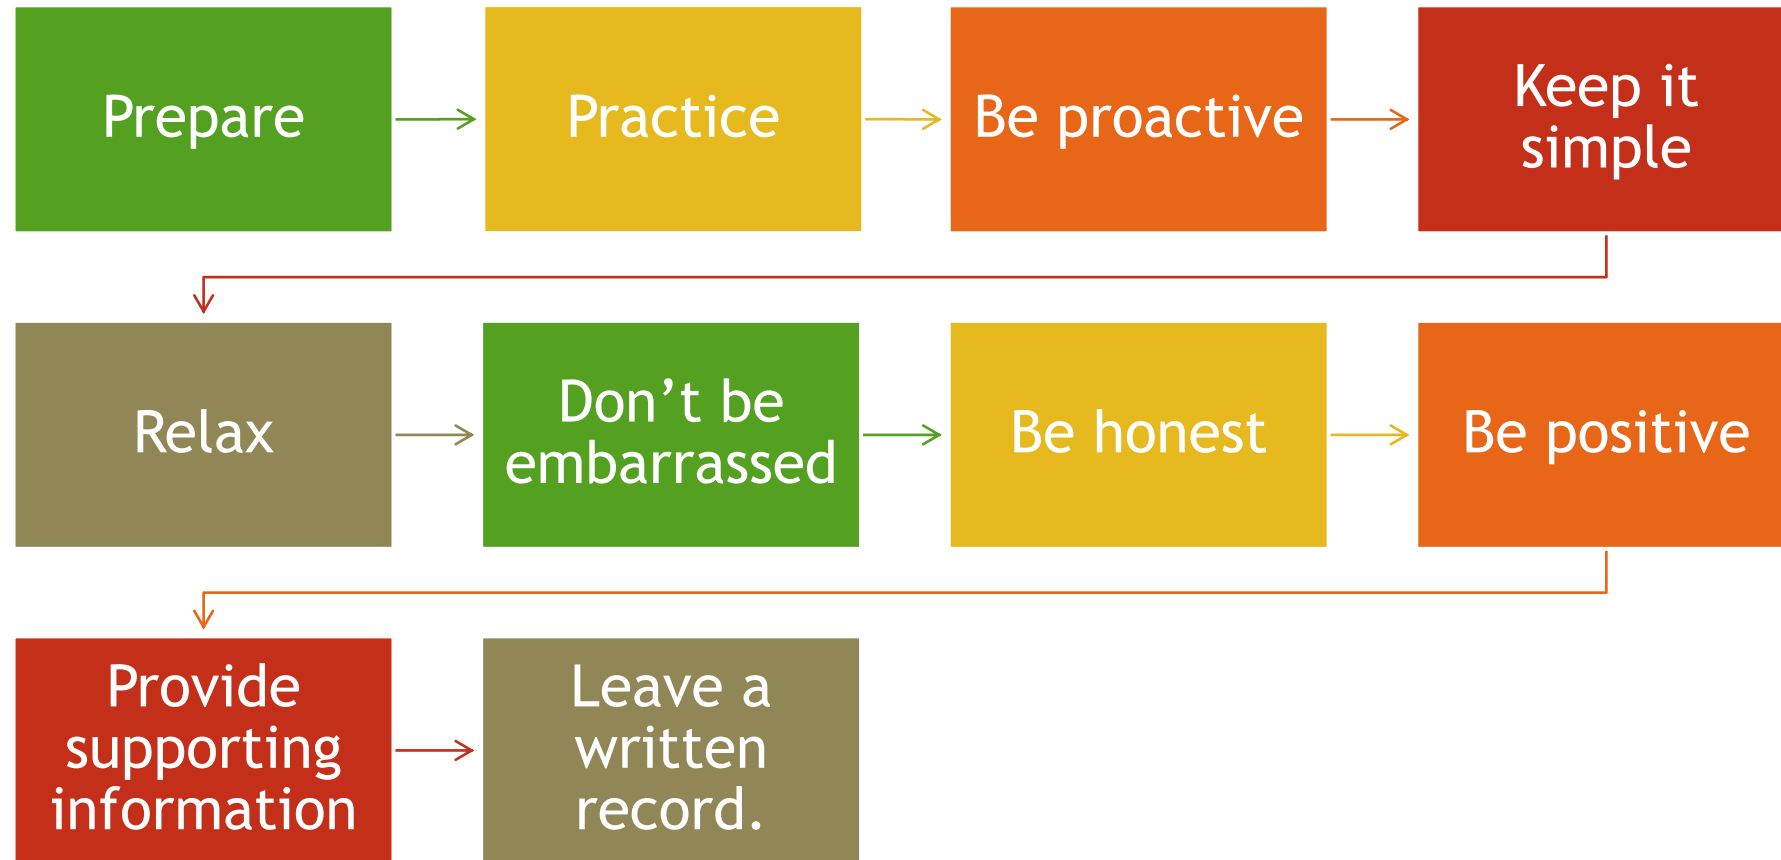 Prepare
Practice
Be proactive
Keep it
simple
Relax
Don’t be
embarrassed
Be honest
Be positive
Provide
supporting
information
Leave a
written
record.